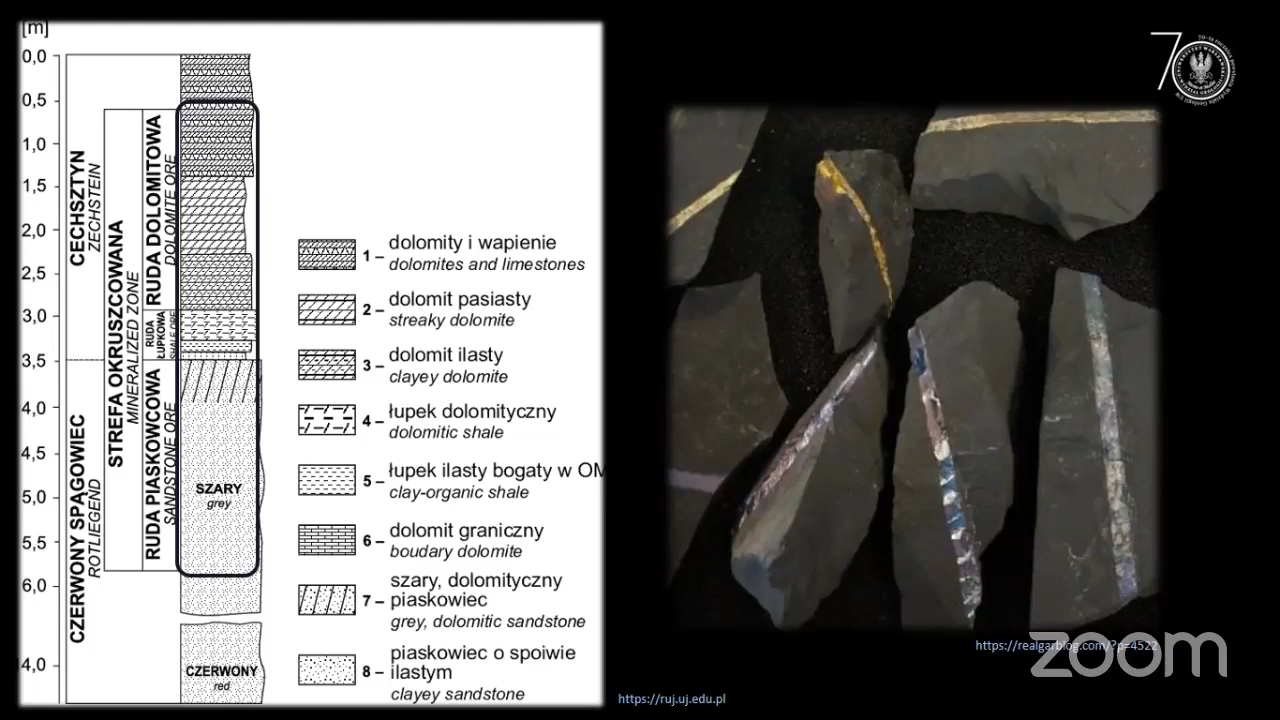 [m]
0,0
0,5
1,0
1,5
2,0
2,5
3,0
3,5
4,0
4,5
5,0
5,5
6,0
4,0
CECHSZTYN
ZECHSTEIN
CZERWONY SPĄGOWIEC
ROTLIEGEND
STREFA OKRUSZCOWANA
MINERALIZED ZONE
RUDA DOLOMITOWA
DOLOMITE ORE
RUDA
ŁUPKOWA
SHALE ORE
RUDA PIASKOWCOWA
SANDSTONE ORE
SZARY
grey
CZERWONY
red
1 – dolomity i wapienie
dolomites and limestones
2 – dolomit pasiasty
streaky dolomite
3 – dolomit ilasty
clayey dolomite
4 – łupek dolomityczny
dolomitic shale
5 – łupek ilasty bogaty w OM
clay-organic shale
6 – dolomit graniczny
boudary dolomite
7 – szary, dolomityczny
piaskowiec
grey, dolomitic sandstone
8 – piaskowiec o spoiwie
ilastym
clayey sandstone
https://ruj.uj.edu.pl
70
https://realgarblog.com/?p=4522
zoom